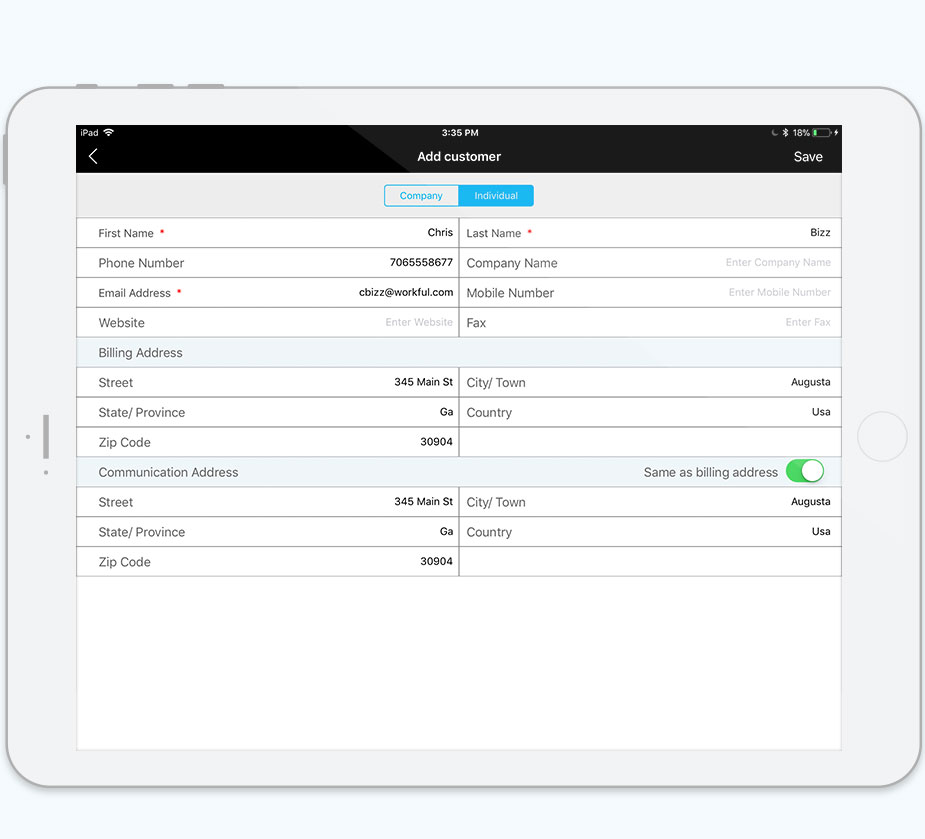 iPad 3:35 PM 18%
Add customer Save
Company Individual
First Name * Chris Last Name * Bizz
Phone Number 7065558677 Company Name Enter Company Name
Email Address * cbizz@workful.com Mobile Number Enter Mobile Number
Website Enter Website Fax Enter Fax
Billing Address
Street 345 Main St City/ Town Augusta
State/ Province Ga Country Usa
Zip Code 30904
Communication Address Same as billing address
Street 345 Main St City/ Town Augusta
State/ Province Ga Country Usa
Zip Code 30904